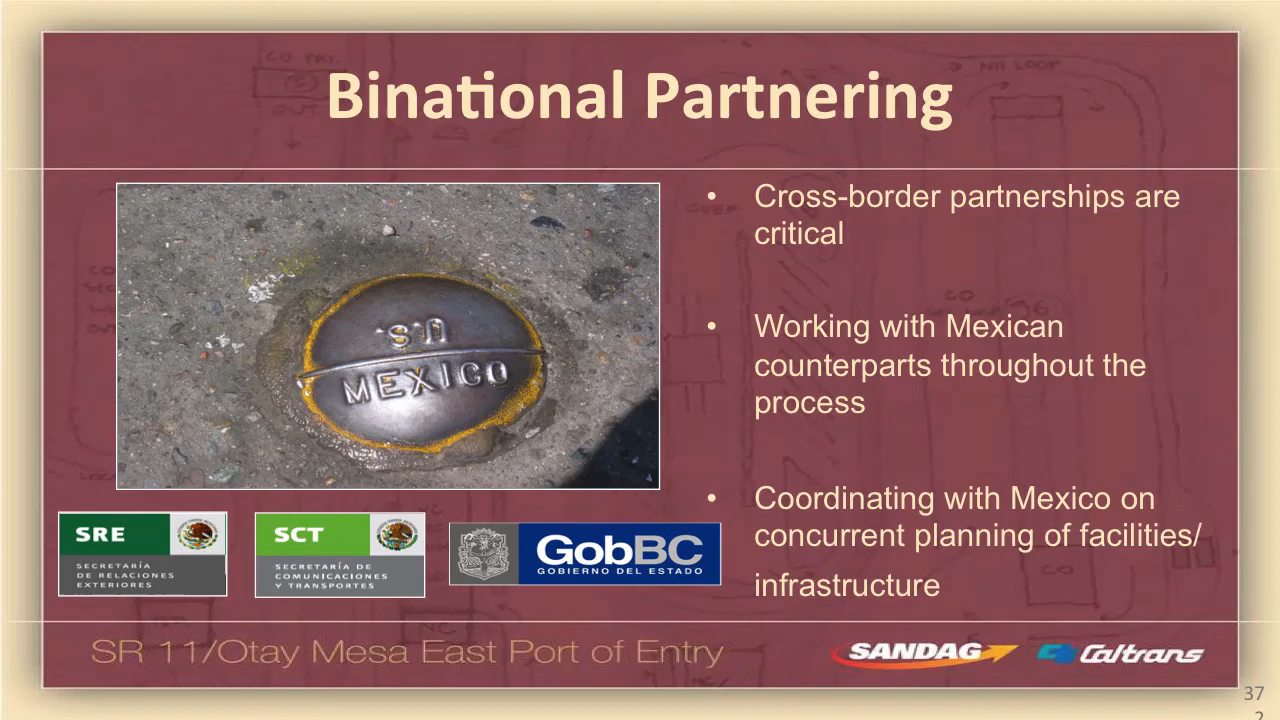 Binational Partnering
U.S.
MEXICO
• Cross-border partnerships are
critical
• Working with Mexican
counterparts throughout the
process
• Coordinating with Mexico on
concurrent planning of facilities/
infrastructure
SRE
SECRETARÍA
DE RELACIONES
EXTERIORES
SCT
SECRETARÍA DE
COMUNICACIONES
Y TRANSPORTES
GobBC
GOBIERNO DEL ESTADO
SR 11/Otay Mesa East Port of Entry
SANDAG
Caltrans
37
2